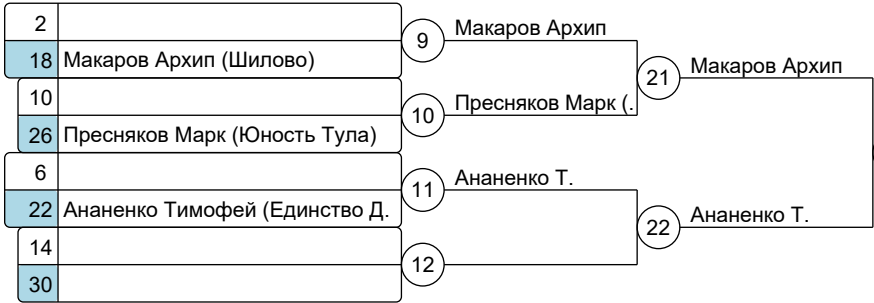 2
18 Макаров Архип (Шилово)
9 Макаров Архип
10
26 Пресняков Марк (Юность Тула)
10 Пресняков Марк (.
21 Макаров Архип
6
22 Ананенко Тимофей (Единство Д.
11 Ананенко Т.
14
30
12
22 Ананенко Т.